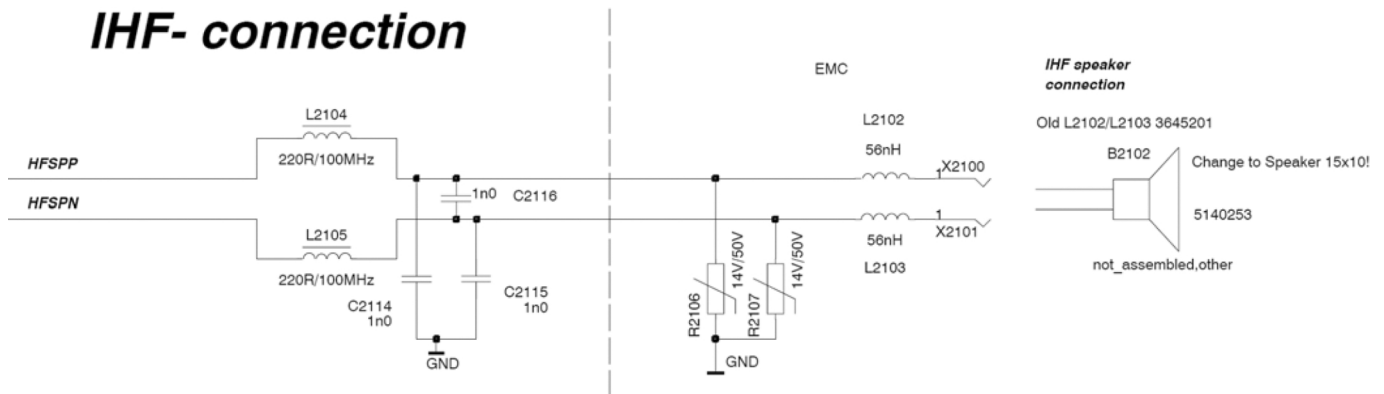 IHF- connection
EMC
IHF speaker
connection
L2104
220R/100MHz
HFSPP
HFSPN
L2105
220R/100MHz
1n0
C2116
C2114
1n0
C2115
1n0
GND
L2102
56nH
1
X2100
1
X2101
56nH
L2103
R2106
14V/50V
R2107
14V/50V
GND
Old L2102/L2103 3645201
B2102
Change to Speaker 15x10!
5140253
not_assembled,other